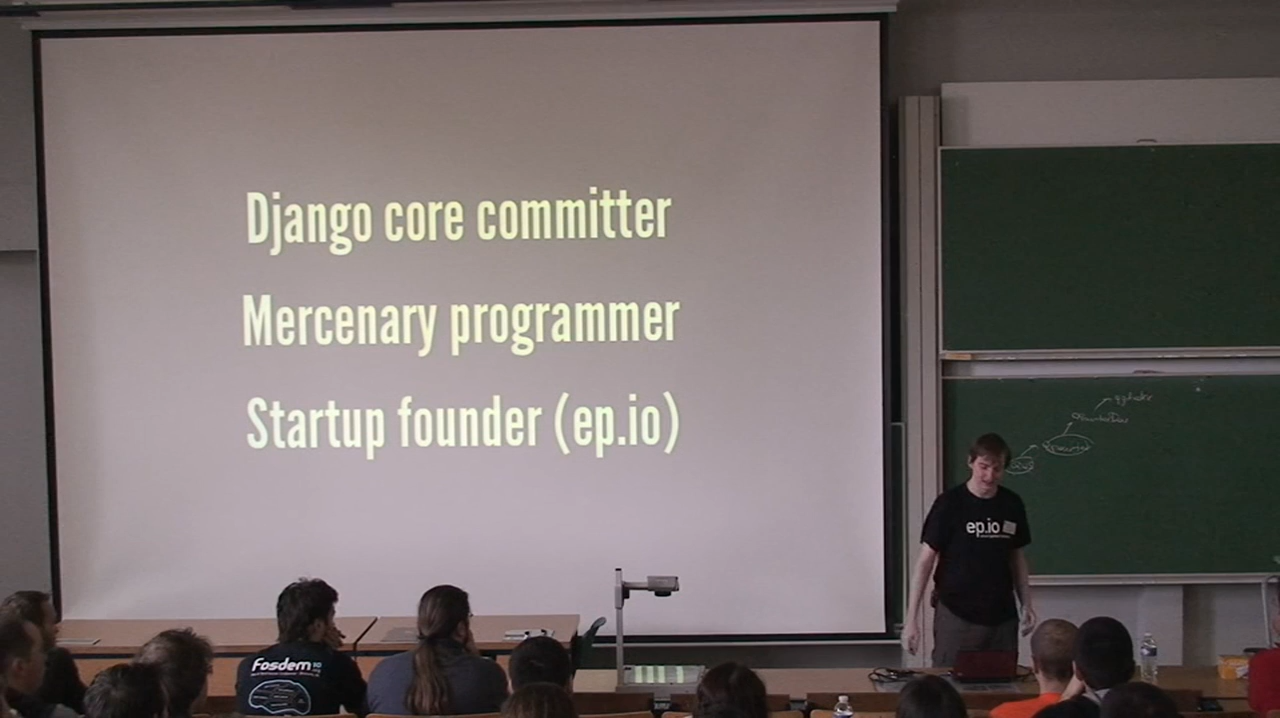 Django core committer
Mercenary programmer
Startup founder (ep.io)
ep.io
Fosdem